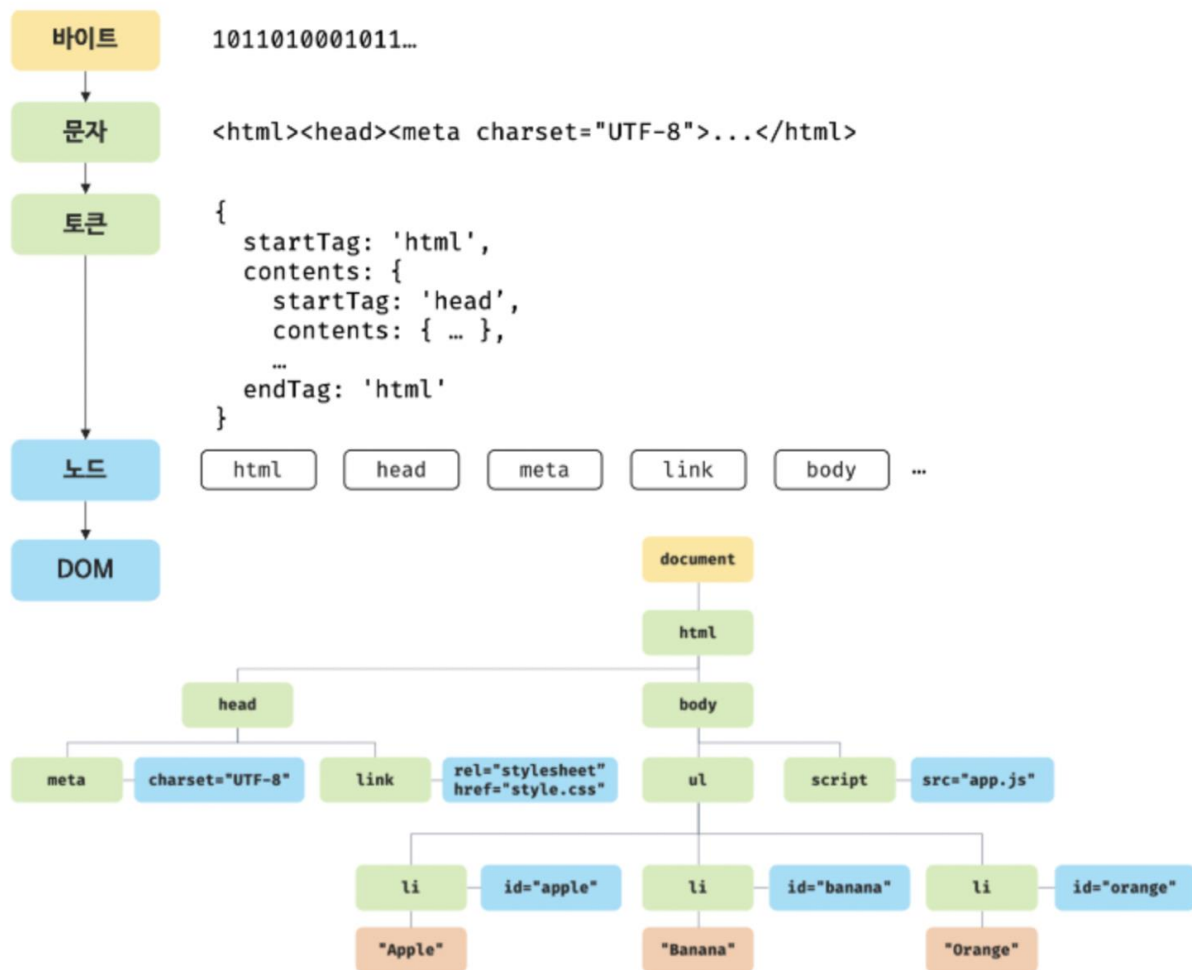 바이트
1011010001011…
문자
<html><head><meta charset="UTF-8">...</html>
토큰
{
startTag: 'html',
contents: {
startTag: 'head’,
contents: { … },
…
endTag: 'html'
}
노드
html
head
meta
link
body
…
DOM
document
html
head
body
meta
charset="UTF-8"
link
rel="stylesheet”
href="style.css"
ul
script
src="app.js"
li
id="apple"
li
id="banana"
li
id="orange"
"Apple"
"Banana"
"Orange"